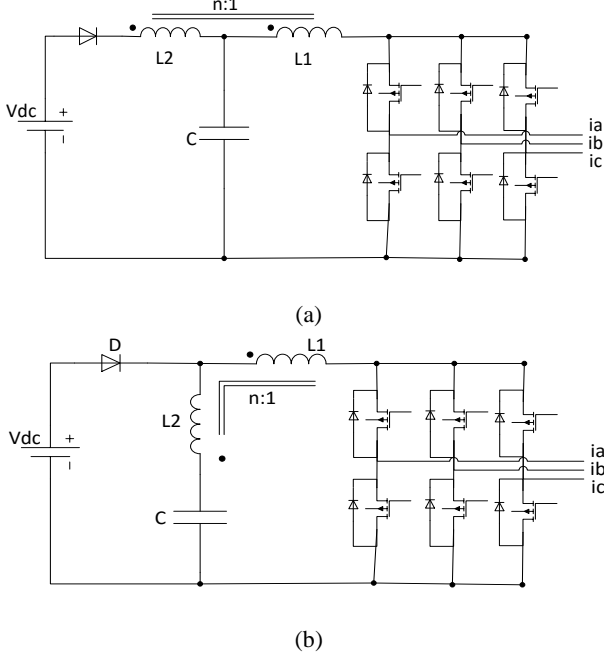 n:1
L2
L1
Vdc
+
-
C
ia
ib
ic
(a)
D
L1
n:1
L2
Vdc
+
-
C
ia
ib
ic
(b)